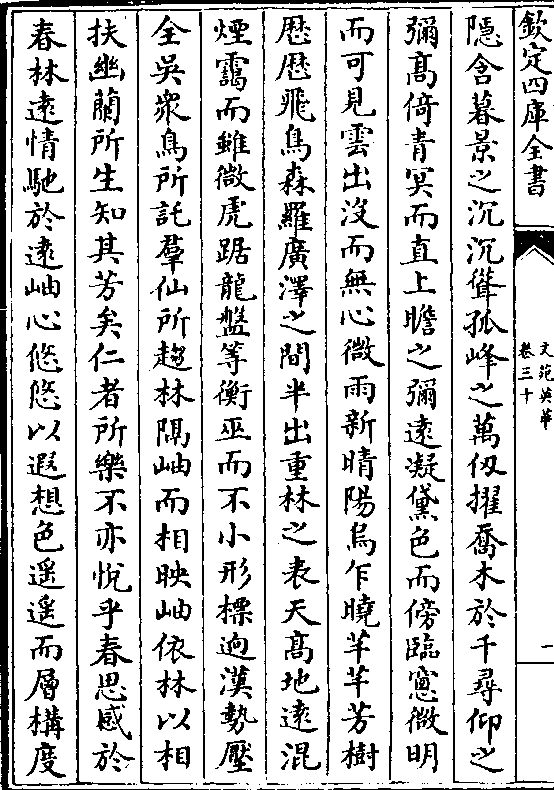 欽定四庫全書
文苑英華
卷三十
一
隱含暮景之沉沉聳孤峰之萬仭擢喬木於千尋仰之
彌髙倚青冥而直上瞻之彌逺凝黛色而傍臨窻微明
而可見雲出沒而無心微雨新晴陽烏乍曉芊芊芳樹
歴歴飛鳥森羅廣澤之間半出重林之表天髙地逺混
煙靄而雖微虎踞龍盤等衡巫而不小形標逈漢勢壓
全吳衆鳥所託羣仙所趨林隅岫而相映岫依林以相
扶幽蘭所生知其芳矣仁者所樂不亦悅乎春思感於
春林逺情馳於逺岫心悠悠以遐想色遥遥而層構度